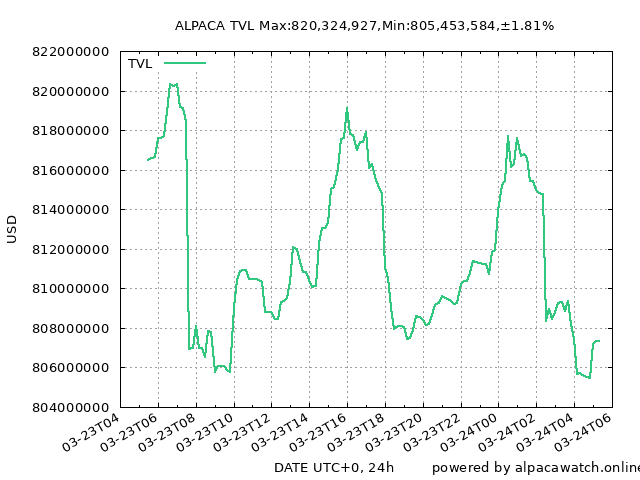 ALPACA TVL Max:820,324,927,Min:805,453,584,±1.81%
TVL
822000000
820000000
818000000
816000000
814000000
812000000
810000000
808000000
806000000
804000000
USD
03-23T04
03-23T06
03-23T08
03-23T10
03-23T12
03-23T14
03-23T16
03-23T18
03-23T20
03-23T22
03-24T00
03-24T02
03-24T04
03-24T06
DATE UTC+0, 24h
powered by alpacawatch.online